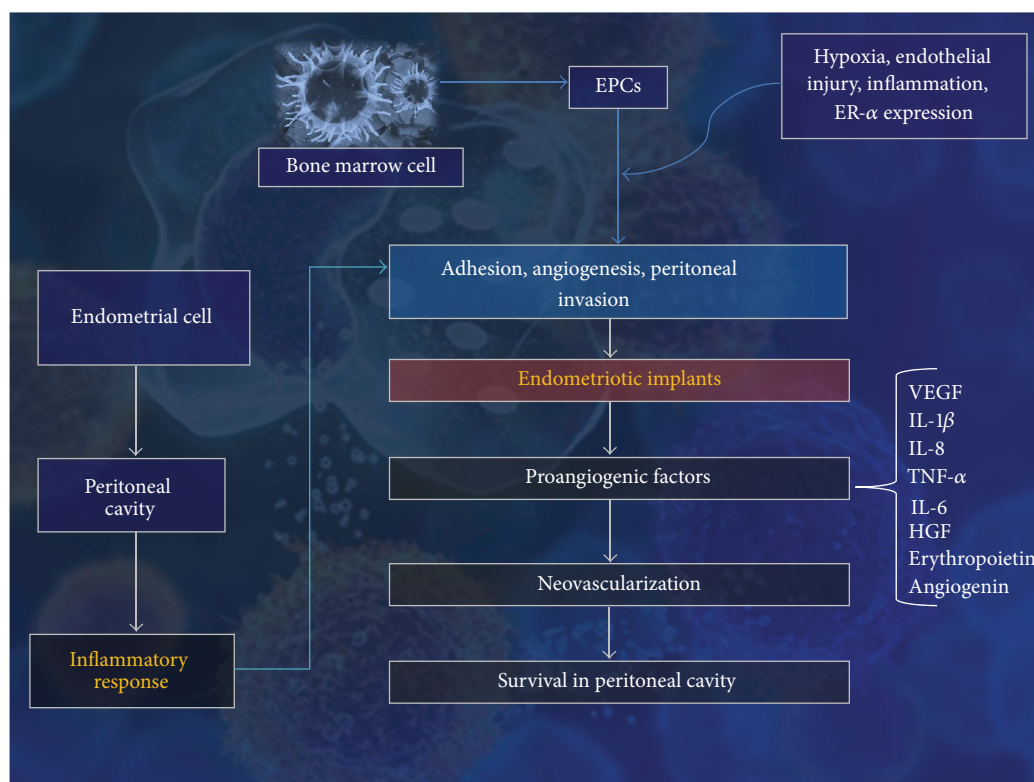 Bone marrow cell
EPCs
Hypoxia, endothelial
injury, inflammation,
ER-α expression
Adhesion, angiogenesis, peritoneal
invasion
Endometrial cell
Peritoneal
cavity
Inflammatory
response
Endometriotic implants
Proangiogenic factors
VEGF
IL-1β
IL-8
TNF-α
IL-6
HGF
Erythropoietin
Angiogenin
Neovascularization
Survival in peritoneal cavity